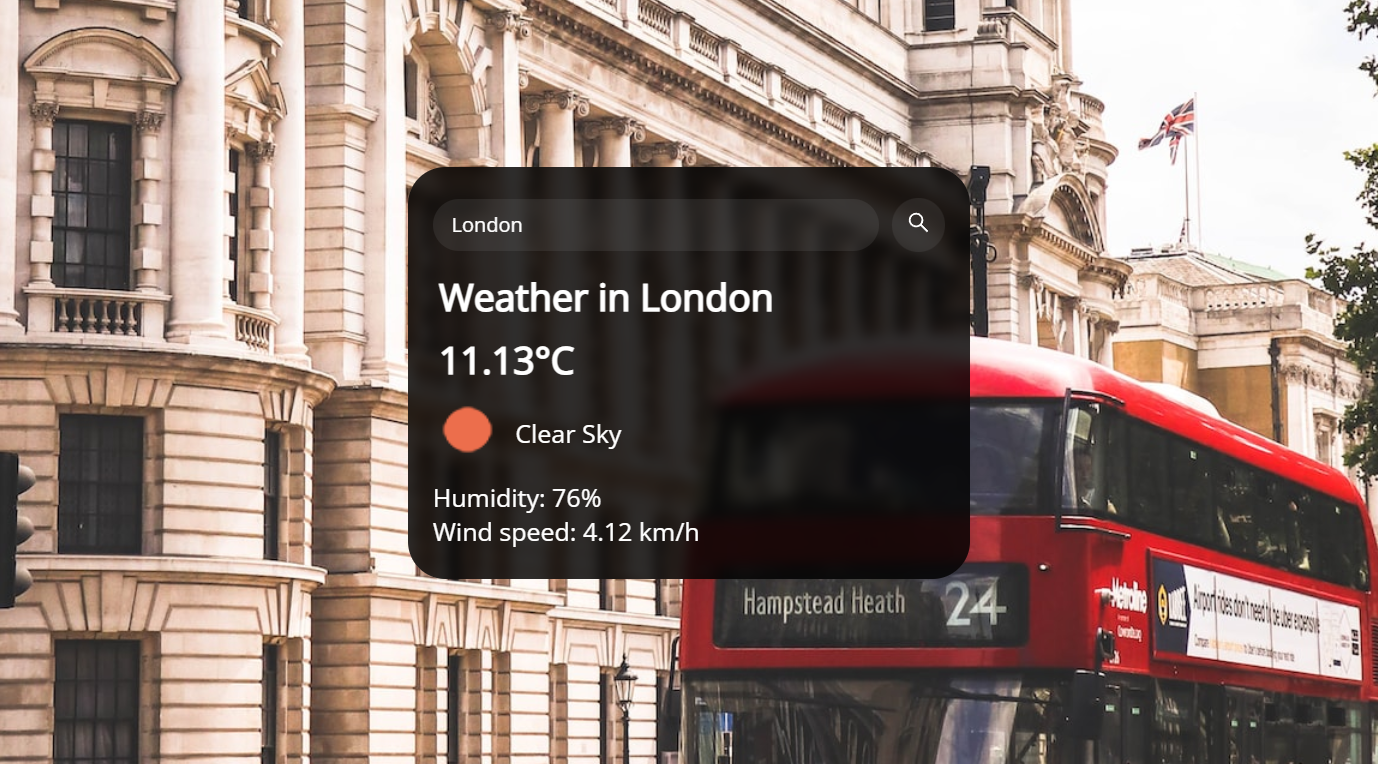 London
Weather in London
11.13°C
Clear Sky
Humidity: 76%
Wind speed: 4.12 km/h
Hampstead Heath 24
Metroline
Airport rides don't need to be uber expensive